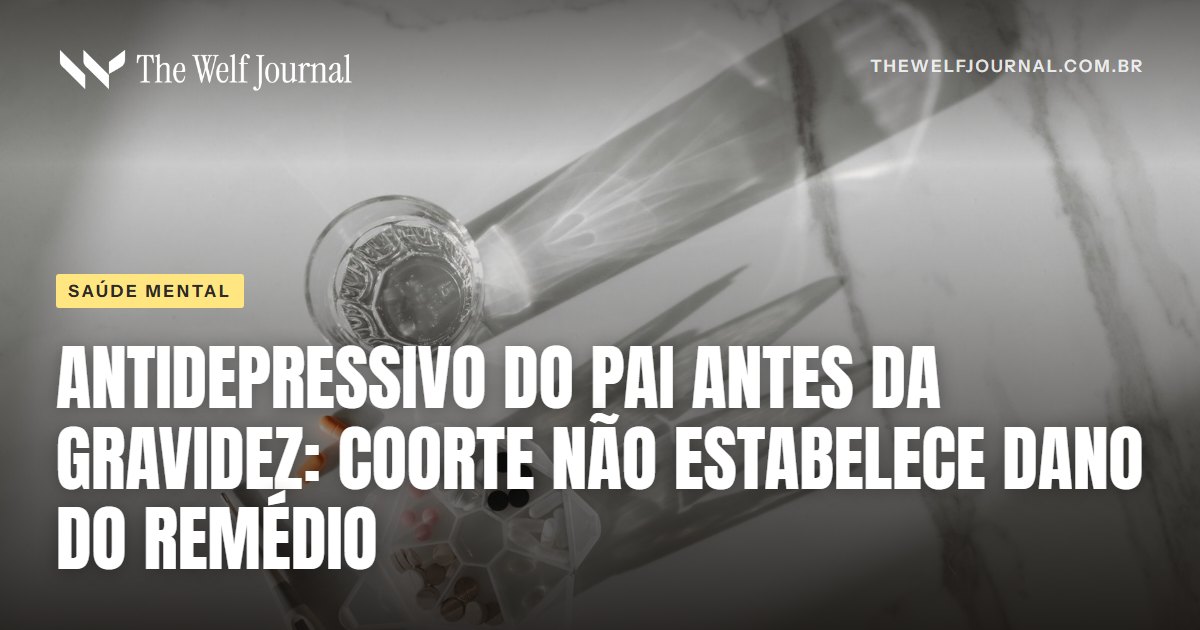 The Welf Journal
THEWELFJOURNAL.COM.BR
SAÚDE MENTAL
ANTIDEPRESSIVO DO PAI ANTES DA
GRAVIDEZ: COORTE NÃO ESTABELECE DANO
DO REMÉDIO